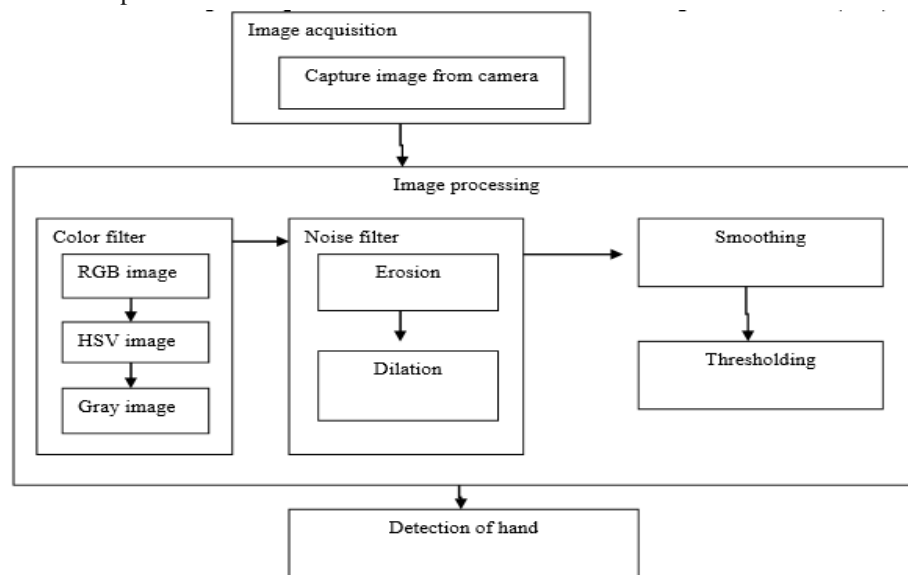 Image acquisition
Capture image from camera
Image processing
Color filter
RGB image
HSV image
Gray image
Noise filter
Erosion
Dilation
Smoothing
Thresholding
Detection of hand